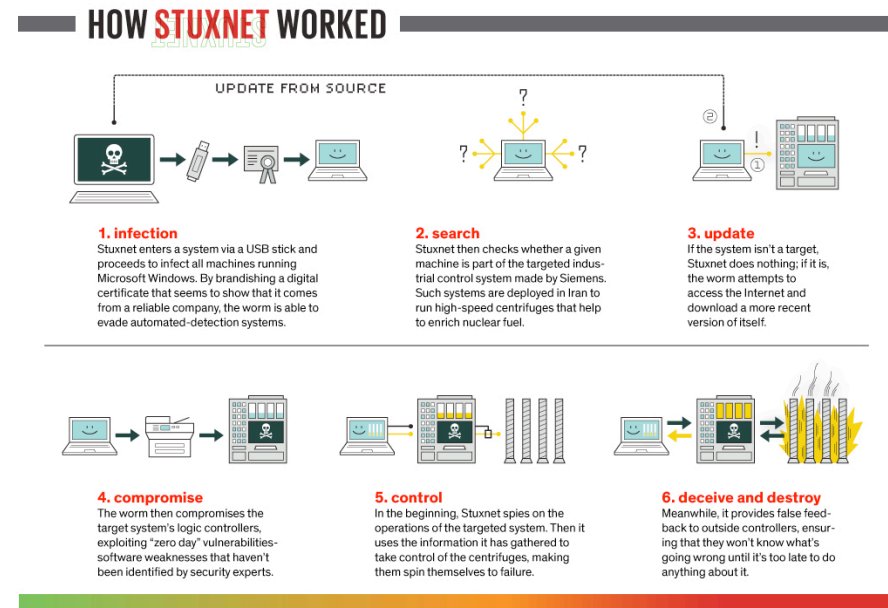 HOW STUXNET WORKED
UPDATE FROM SOURCE
?
?
?
2
!
1
1. infection
Stuxnet enters a system via a USB stick and
proceeds to infect all machines running
Microsoft Windows. By brandishing a digital
certificate that seems to show that it comes
from a reliable company, the worm is able to
evade automated-detection systems.
2. search
Stuxnet then checks whether a given
machine is part of the targeted indus-
trial control system made by Siemens.
Such systems are deployed in Iran to
run high-speed centrifuges that help
to enrich nuclear fuel.
3. update
If the system isn't a target,
Stuxnet does nothing; if it is,
the worm attempts to
access the Internet and
download a more recent
version of itself.
4. compromise
The worm then compromises the
target system's logic controllers,
exploiting "zero day" vulnerabilities-
software weaknesses that haven't
been identified by security experts.
5. control
In the beginning, Stuxnet spies on the
operations of the targeted system. Then it
uses the information it has gathered to
take control of the centrifuges, making
them spin themselves to failure.
6. deceive and destroy
Meanwhile, it provides false feed-
back to outside controllers, ensur-
ing that they won't know what's
going wrong until it's too late to do
anything about it.